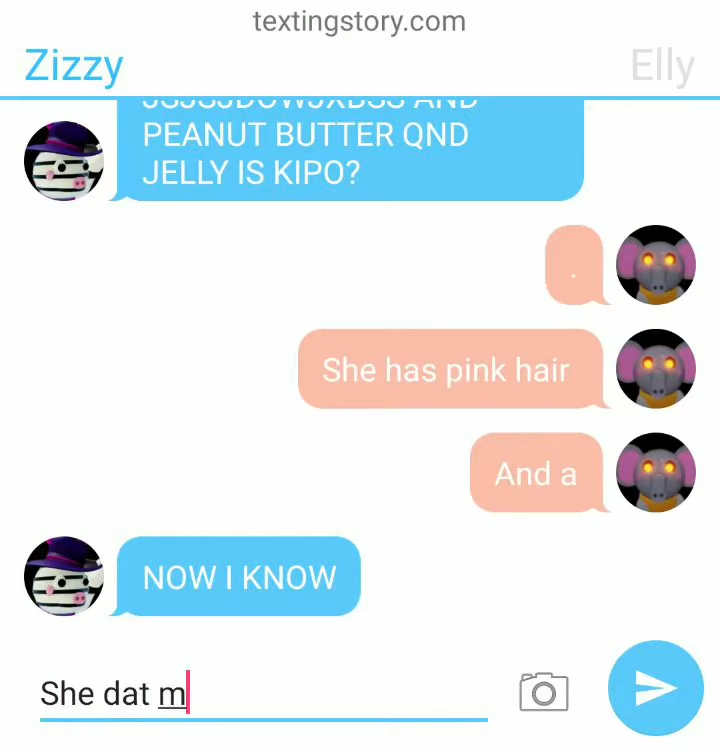 textingstory.com
Zizzy
Elly
AND
PEANUT BUTTER QND
JELLY IS KIPO?
.
She has pink hair
And a
NOW I KNOW
She dat m